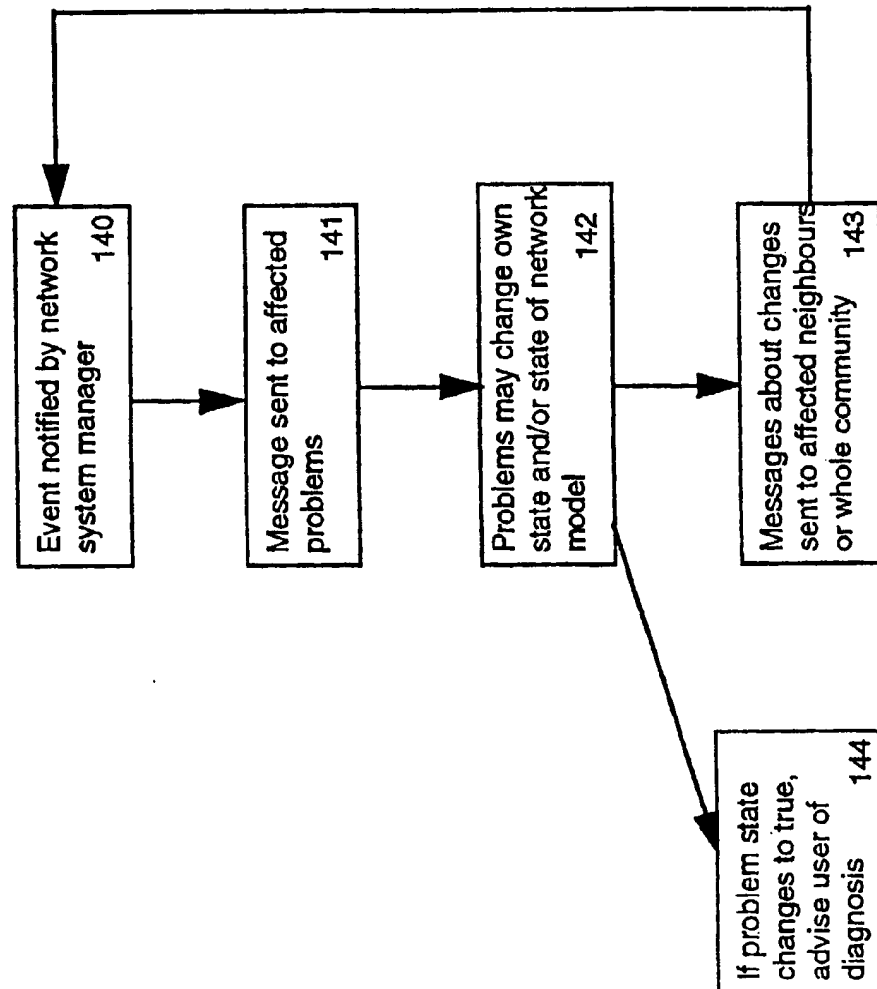 Event notified by network
system manager
140
Message sent to affected
problems
141
Problems may change own
state and/or state of network
model
142
Messages about changes
sent to affected neighbours
or whole community
143
If problem state
changes to true,
advise user of
diagnosis
144